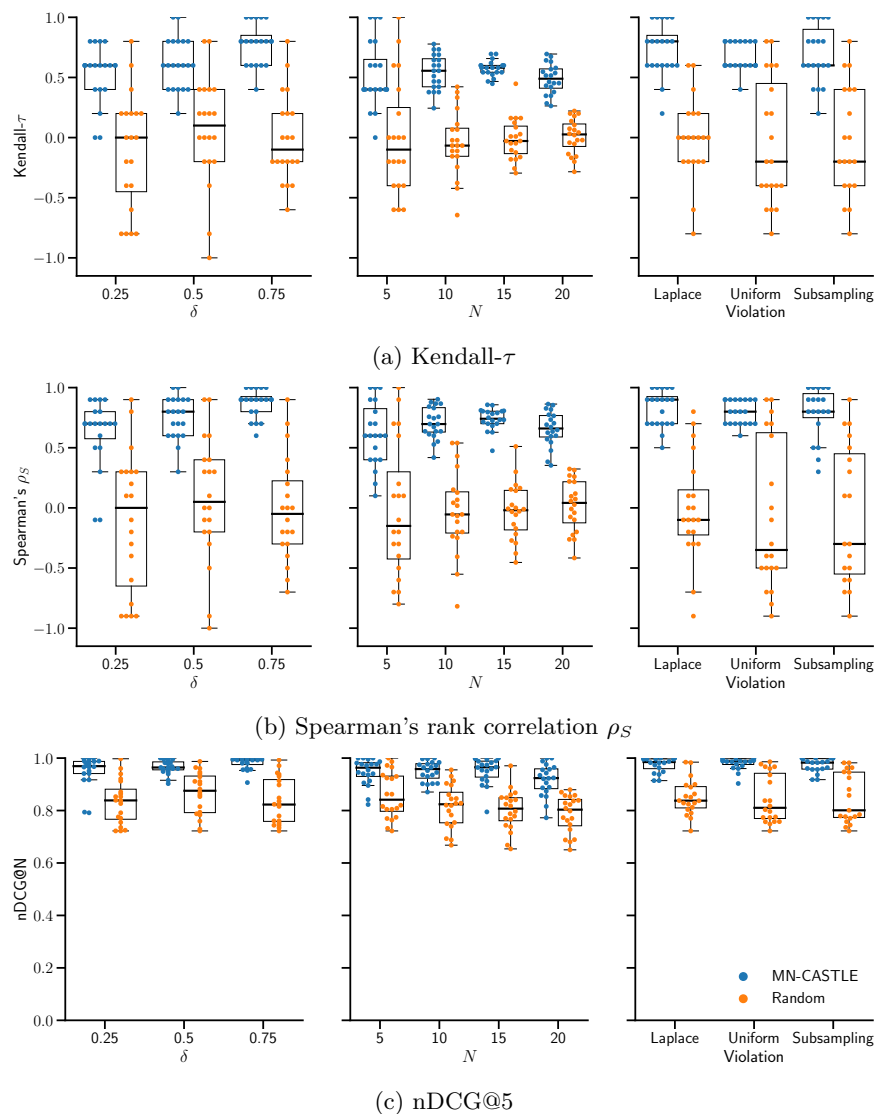 1.0
0.5
0.0
−0.5
−1.0
Kendall-τ
0.25 0.5 0.75
δ
5 10 15 20
N
Laplace Uniform Subsampling
Violation
(a) Kendall-τ
1.0
0.5
0.0
−0.5
−1.0
Spearman's ρS
0.25 0.5 0.75
δ
5 10 15 20
N
Laplace Uniform Subsampling
Violation
(b) Spearman's rank correlation ρS
1.0
0.8
0.6
0.4
0.2
0.0
nDCG@N
0.25 0.5 0.75
δ
5 10 15 20
N
MN-CASTLE
Random
Laplace Uniform Subsampling
Violation
(c) nDCG@5